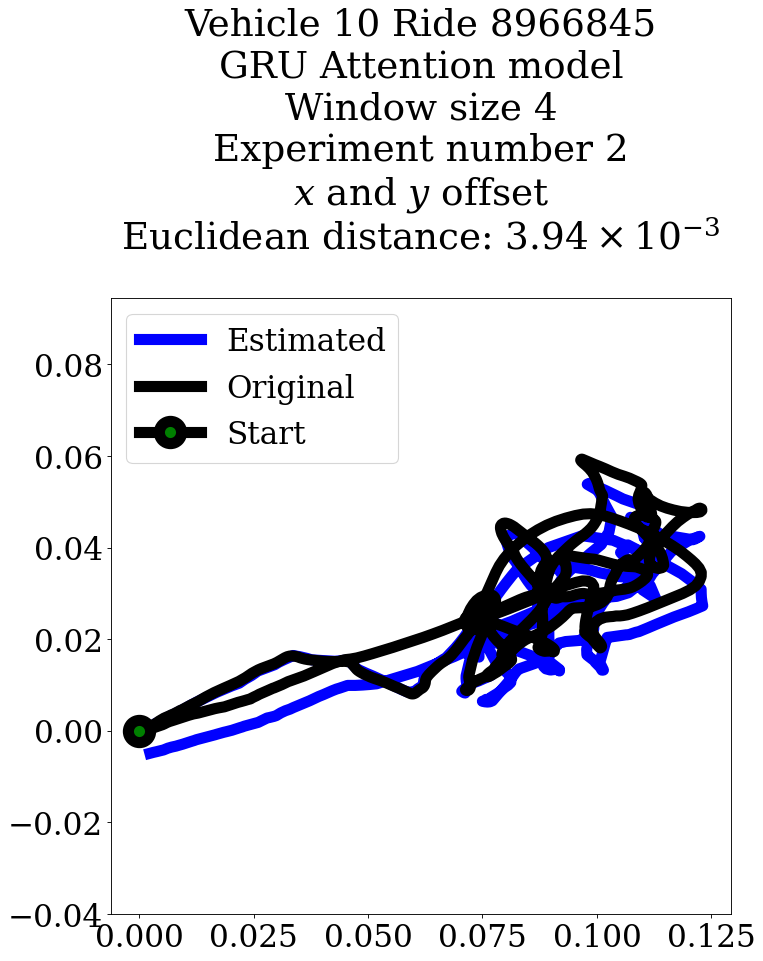 Vehicle 10 Ride 8966845
GRU Attention model
Window size 4
Experiment number 2
x and y offset
Euclidean distance: 3.94 × 10⁻³
Estimated
Original
Start
0.08
0.06
0.04
0.02
0.00
−0.02
−0.04
0.000 0.025 0.050 0.075 0.100 0.125